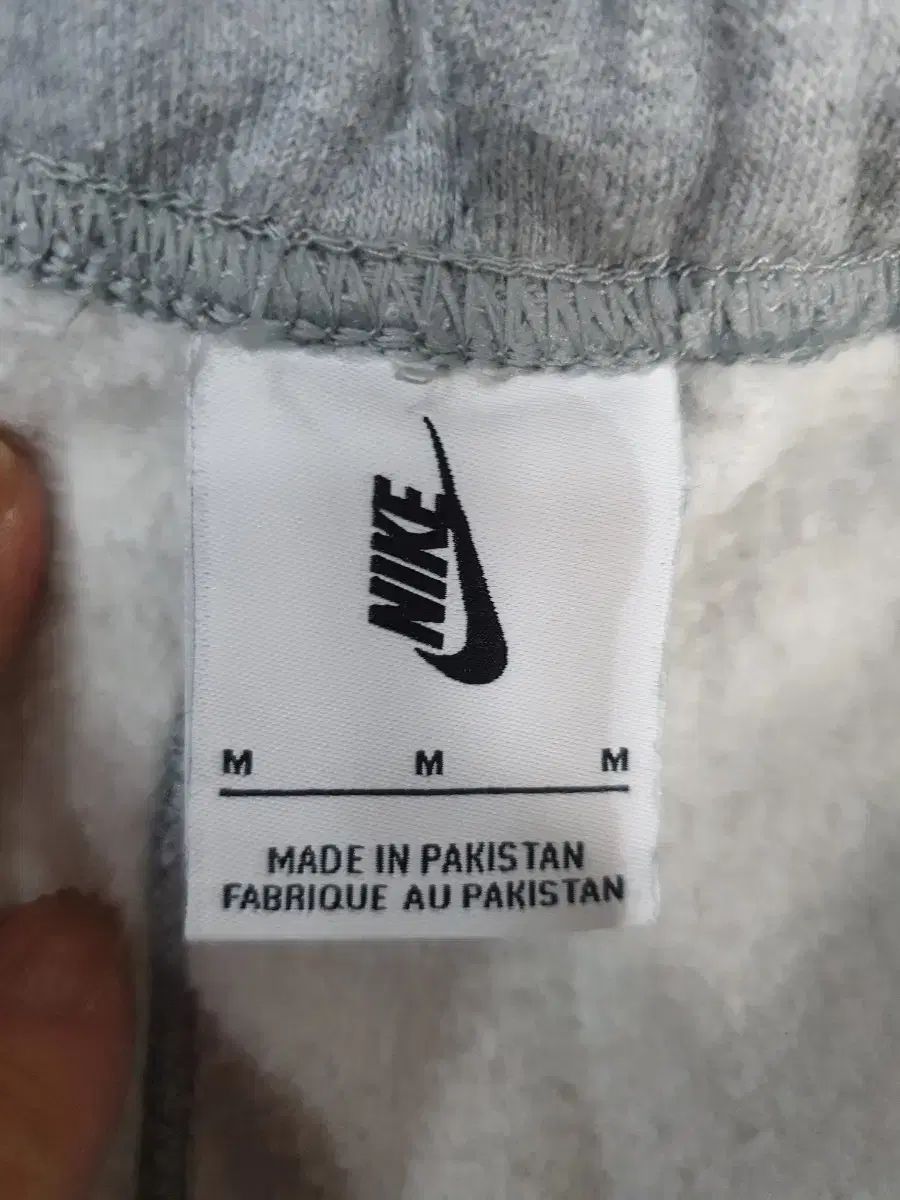 NIKE
M M M
MADE IN PAKISTAN
FABRIQUE AU PAKISTAN